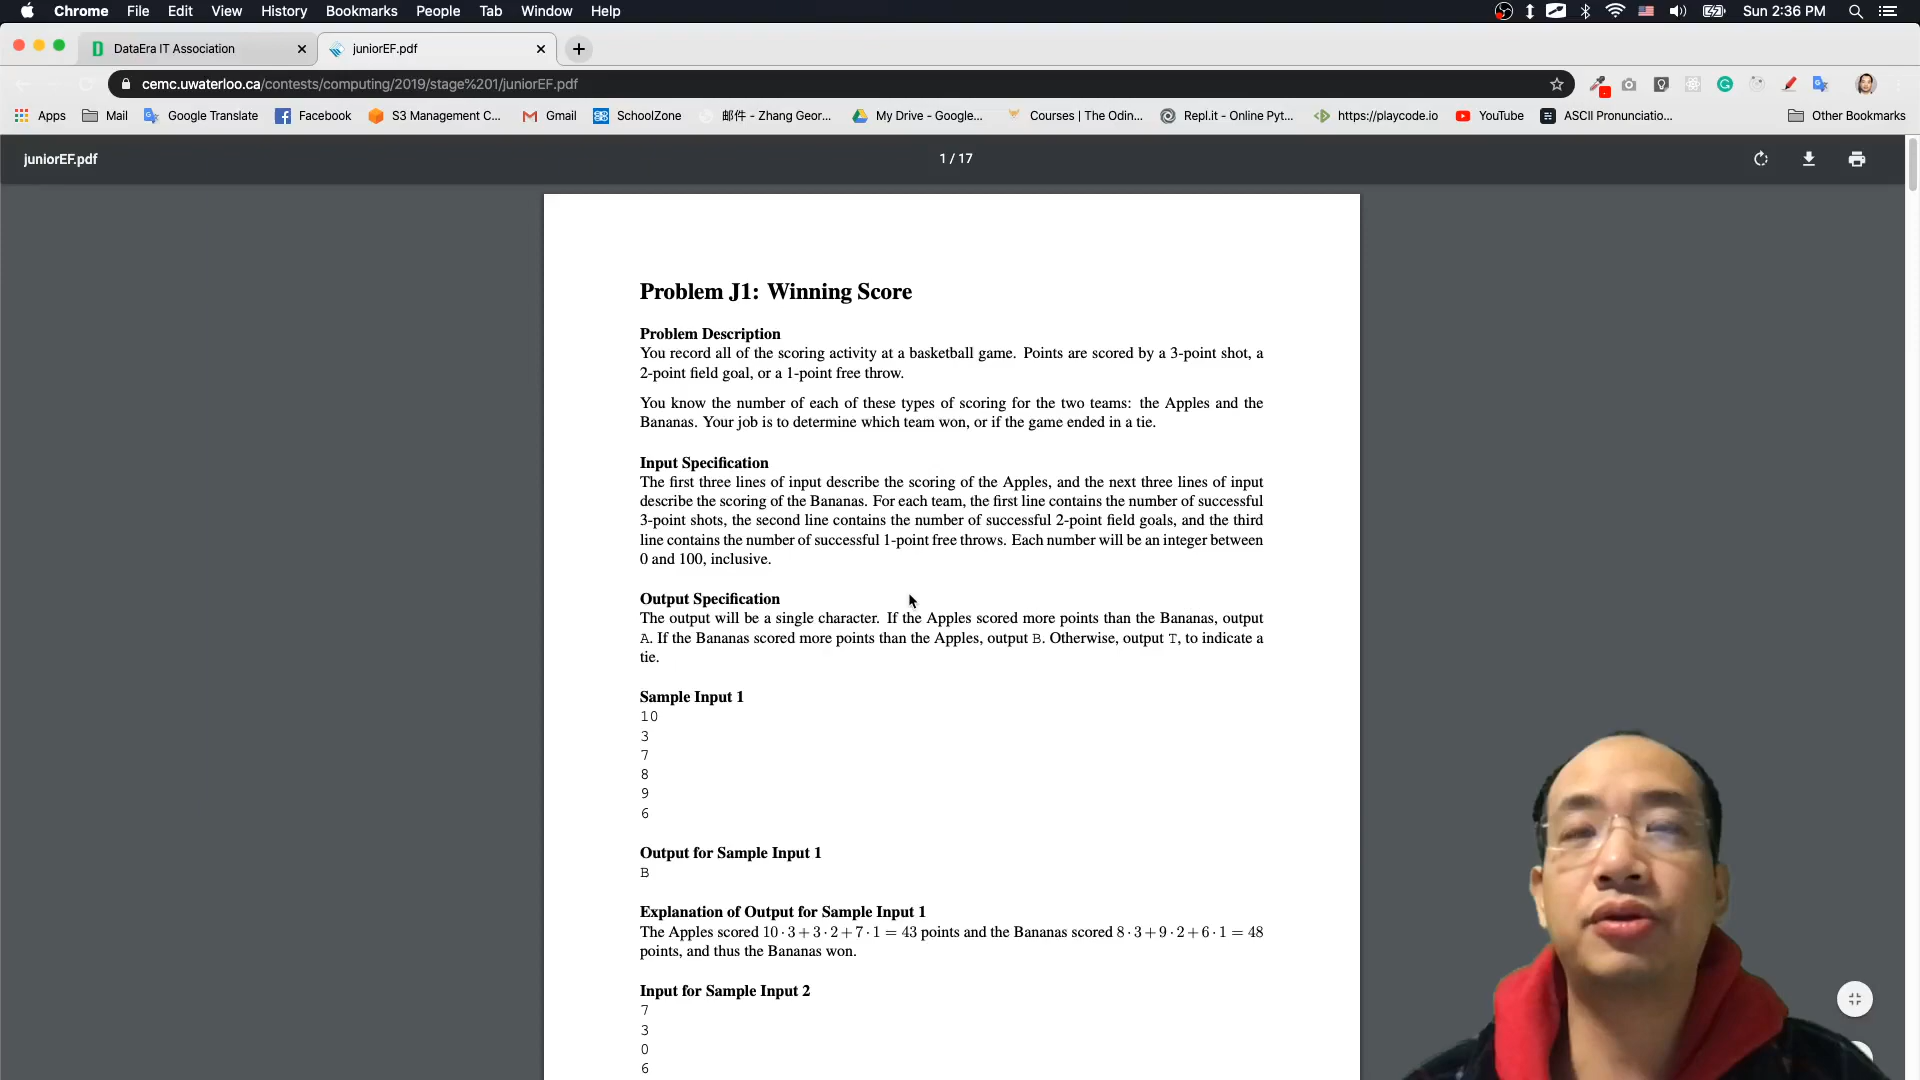 Chrome File Edit View History Bookmarks People Tab Window Help Sun 2:36 PM
DataEra IT Association juniorEF.pdf
cemc.uwaterloo.ca/contests/computing/2019/stage%201/juniorEF.pdf
Apps Mail Google Translate Facebook S3 Management C... Gmail SchoolZone 邮件 - Zhang Geor... My Drive - Google... Courses | The Odin... Repl.it - Online Pyt... https://playcode.io YouTube ASCII Pronunciatio... Other Bookmarks
juniorEF.pdf 1 / 17
Problem J1: Winning Score
Problem Description
You record all of the scoring activity at a basketball game. Points are scored by a 3-point shot, a
2-point field goal, or a 1-point free throw.
You know the number of each of these types of scoring for the two teams: the Apples and the
Bananas. Your job is to determine which team won, or if the game ended in a tie.
Input Specification
The first three lines of input describe the scoring of the Apples, and the next three lines of input
describe the scoring of the Bananas. For each team, the first line contains the number of successful
3-point shots, the second line contains the number of successful 2-point field goals, and the third
line contains the number of successful 1-point free throws. Each number will be an integer between
0 and 100, inclusive.
Output Specification
The output will be a single character. If the Apples scored more points than the Bananas, output
A. If the Bananas scored more points than the Apples, output B. Otherwise, output T, to indicate a
tie.
Sample Input 1
10
3
7
8
9
6
Output for Sample Input 1
B
Explanation of Output for Sample Input 1
The Apples scored 10 · 3 + 3 · 2 + 7 · 1 = 43 points and the Bananas scored 8 · 3 + 9 · 2 + 6 · 1 = 48
points, and thus the Bananas won.
Input for Sample Input 2
7
3
0
6